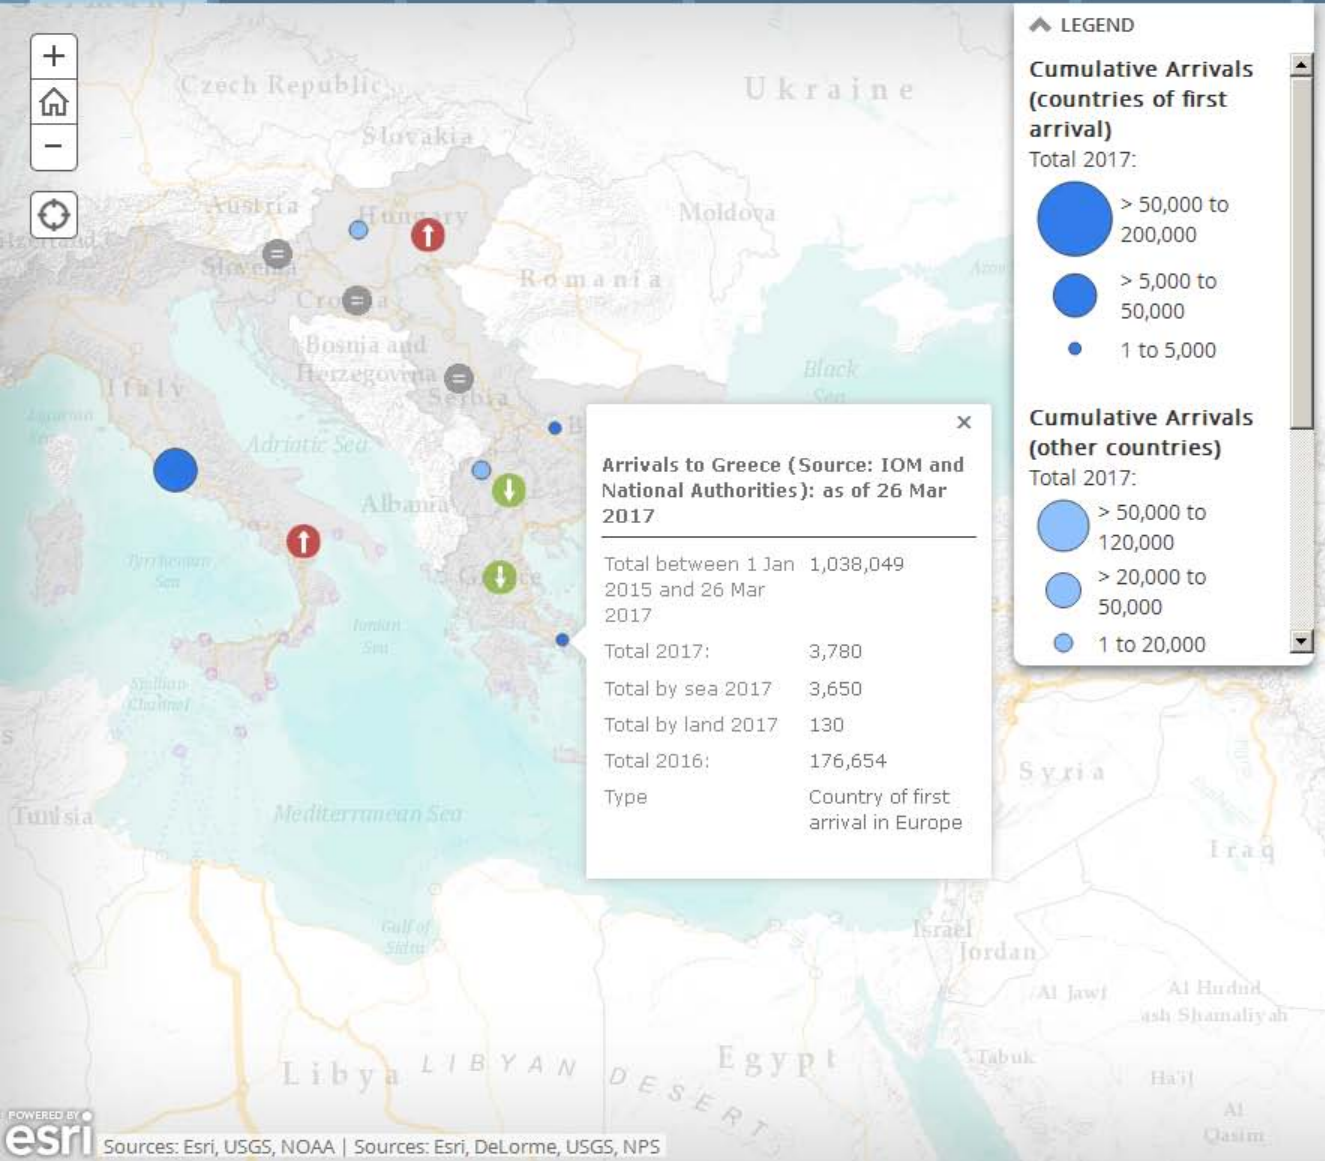 Czech Republic
Ukraine
Slovakia
Austria
Hungary
Moldova
Slovenia
Romania
Croatia
Bosnia and
Herzegovina
Serbia
Black
Sea
Italy
Adriatic Sea
Albania
Tyrrhenian
Sea
Greece
Ionian
Sea
Sicilian
Channel
Tunisia
Mediterranean Sea
Gulf of
Sidra
Syria
Iraq
Israel
Jordan
Al Jawf
Al Hudud
ash Shamaliyah
Egypt
Tabuk
Libya
LIBYAN DESERT
Ha'il
Al
Qasim
LEGEND
Cumulative Arrivals
(countries of first
arrival)
Total 2017:
> 50,000 to
200,000
> 5,000 to
50,000
1 to 5,000
Cumulative Arrivals
(other countries)
Total 2017:
> 50,000 to
120,000
> 20,000 to
50,000
1 to 20,000
Arrivals to Greece (Source: IOM and
National Authorities): as of 26 Mar
2017
Total between 1 Jan 1,038,049
2015 and 26 Mar
2017
Total 2017: 3,780
Total by sea 2017 3,650
Total by land 2017 130
Total 2016: 176,654
Type Country of first
arrival in Europe
POWERED BY
esri
Sources: Esri, USGS, NOAA | Sources: Esri, DeLorme, USGS, NPS